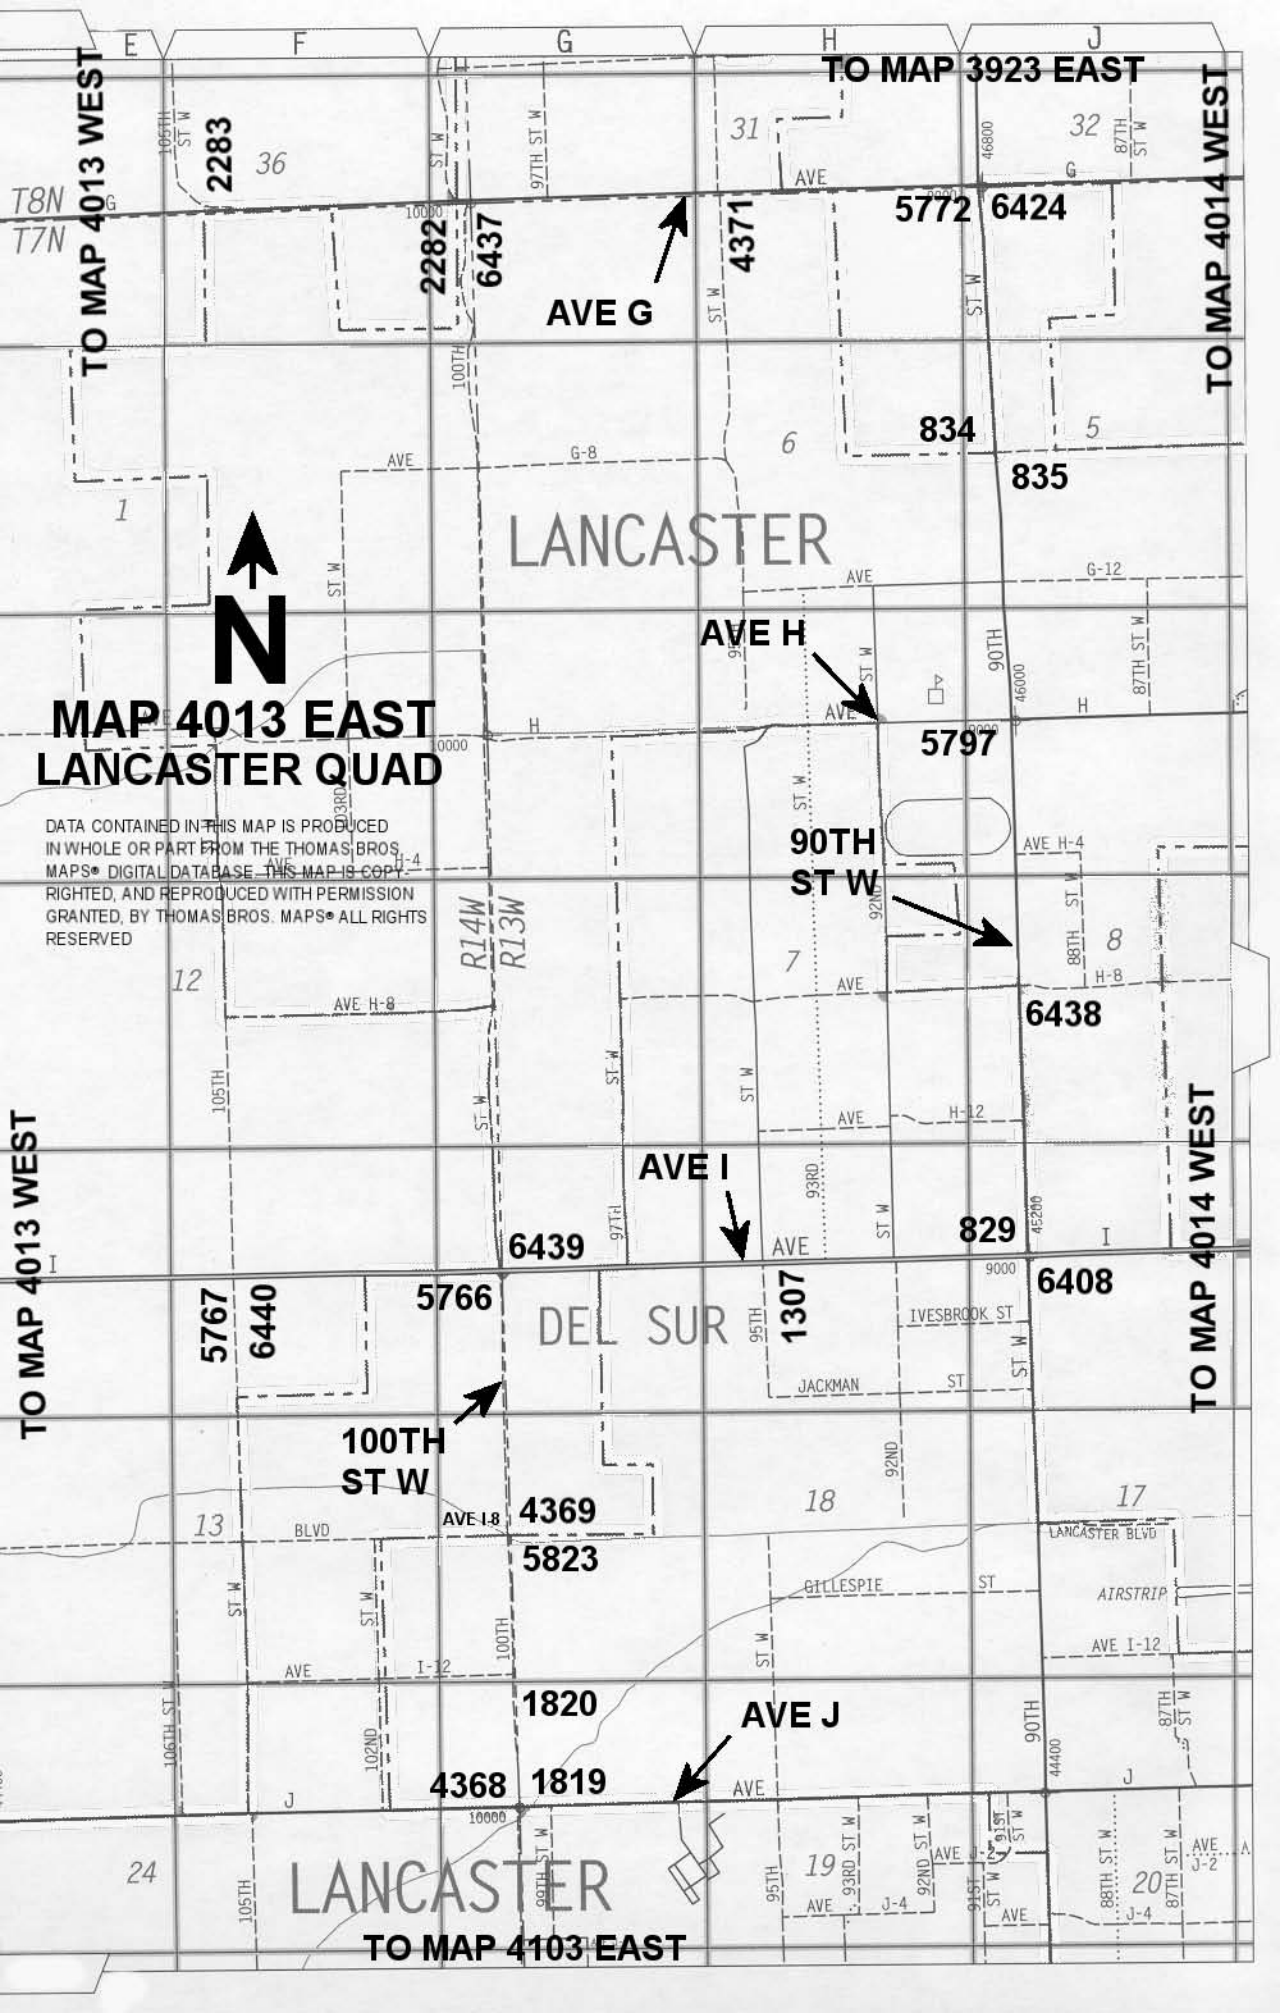 E F G H J
TO MAP 3923 EAST
TO MAP 4013 WEST
TO MAP 4014 WEST
105TH
ST W
2283
36
ST W
97TH ST W
31
46800
32
87TH
ST W
T8N
G
T7N
AVE
G
10000
9000
5772
6424
2282
6437
4371
AVE G
ST W
ST W
100TH
834
835
6
5
AVE
G-8
1
LANCASTER
ST W
AVE
G-12
N
AVE H
95TH
ST W
90TH
46000
87TH ST W
MAP 4013 EAST
LANCASTER QUAD
AVE
H
10000
AVE
H
9000
5797
DATA CONTAINED IN THIS MAP IS PRODUCED
IN WHOLE OR PART FROM THE THOMAS BROS.
MAPS® DIGITAL DATABASE. THIS MAP IS COPY-
RIGHTED, AND REPRODUCED WITH PERMISSION
GRANTED, BY THOMAS BROS. MAPS® ALL RIGHTS
RESERVED
ST W
AVE
H-4
90TH
ST W
AVE H-4
92ND
ST W
88TH
8
R14W
R13W
7
12
AVE H-8
AVE
H-8
6438
105TH
ST W
ST W
ST W
AVE
H-12
TO MAP 4013 WEST
TO MAP 4014 WEST
AVE I
93RD
97TH
ST W
829
45200
6439
AVE
I
I
9000
5766
5767
6440
6408
DEL SUR
95TH
1307
IVESBROOK ST
ST W
JACKMAN
ST
100TH
ST W
92ND
18
17
13
BLVD
AVE I-8
4369
5823
LANCASTER BLVD
ST W
ST W
GILLESPIE
ST
AIRSTRIP
100TH
ST W
AVE
I-12
AVE I-12
106TH ST W
102ND
1820
AVE J
90TH
44400
87TH
ST W
4368
1819
J
AVE
J
10000
24
LANCASTER
105TH
99TH ST W
95TH
19
93RD ST W
92ND ST W
91ST
ST W
AVE J-2
91ST
ST W
88TH ST W
20
87TH ST W
AVE
J-2
AVE
J-4
AVE
J-4
TO MAP 4103 EAST